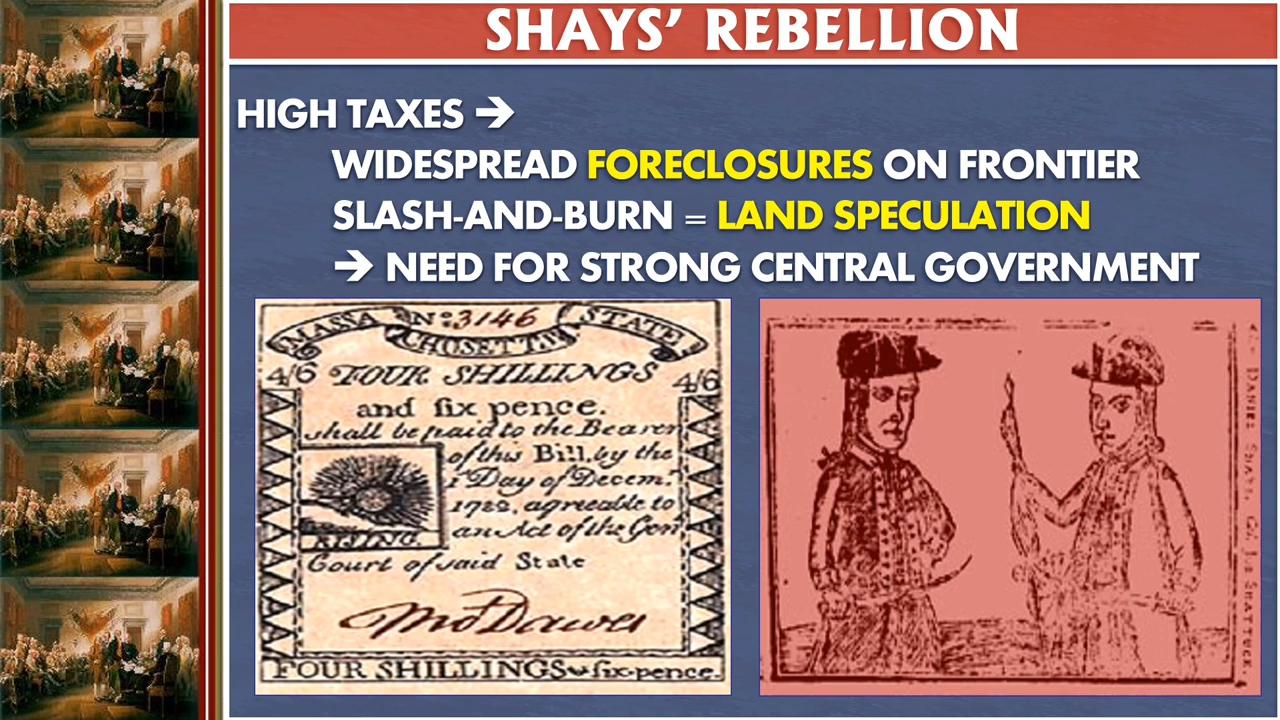 SHAYS' REBELLION
HIGH TAXES ➔
WIDESPREAD FORECLOSURES ON FRONTIER
SLASH-AND-BURN = LAND SPECULATION
➔ NEED FOR STRONG CENTRAL GOVERNMENT
MASSA No: 3146 STATE
CHUSETTS
4/6 FOUR SHILLINGS 4/6
and six pence.
shall be paid to the Bearer
of this Bill, by the
1 Day of Decem.
1782, agreeable to
an Act of the Gen
RISING
Court of said State
FOUR SHILLINGS & six-pence.
DANIEL SHAYS, SHATTUCK.